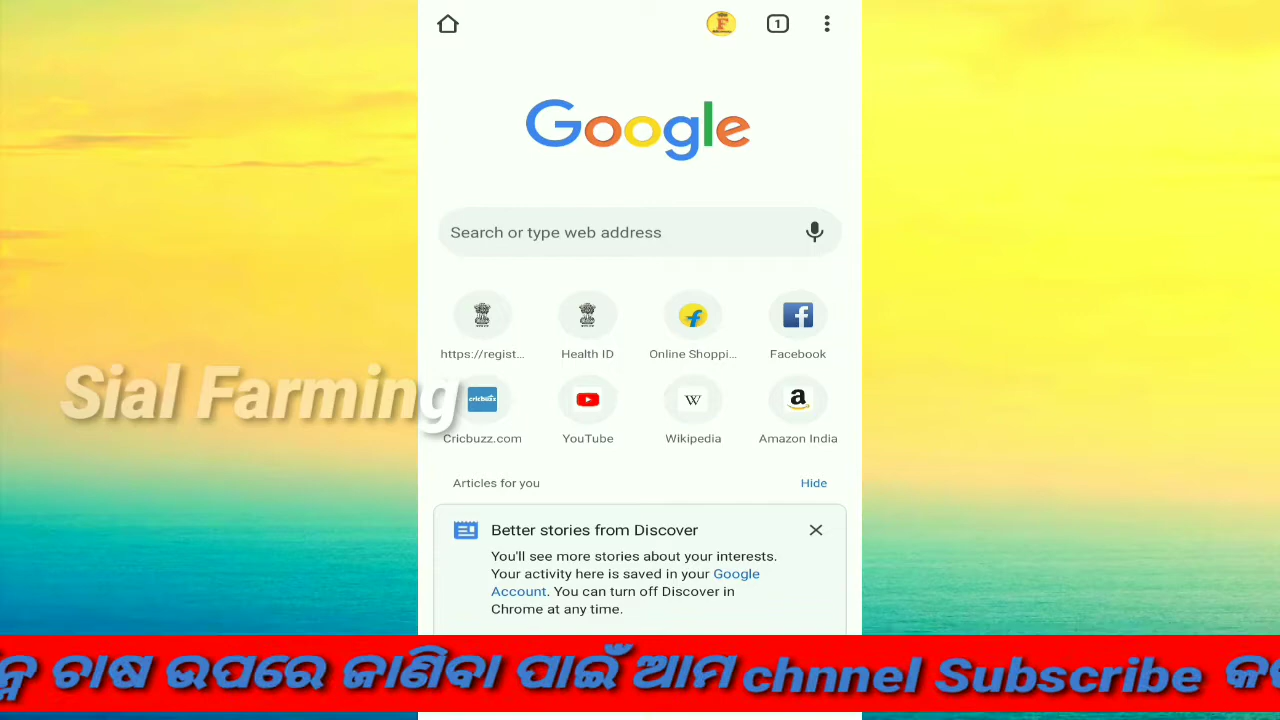 1
Google
Search or type web address
https://regist... Health ID Online Shoppi... Facebook
cricbuzz
W
a
Cricbuzz.com YouTube Wikipedia Amazon India
Sial Farming
Articles for you Hide
Better stories from Discover
You'll see more stories about your interests.
Your activity here is saved in your Google
Account. You can turn off Discover in
Chrome at any time.
ଚାଷ ଉପରେ ଜାଣିବା ପାଇଁ ଆମ chnnel Subscribe